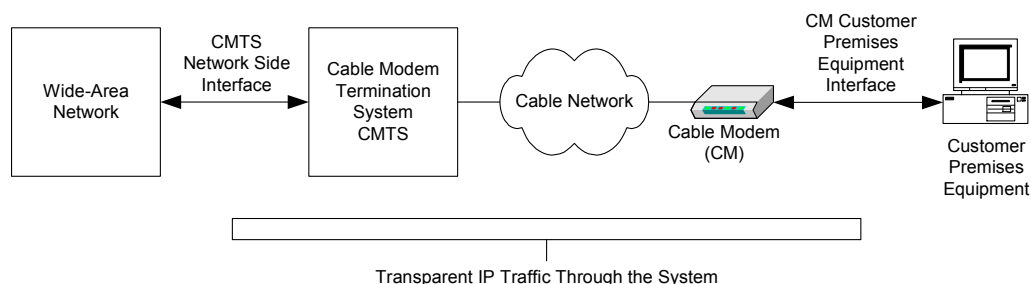 Wide-Area
Network
CMTS
Network Side
Interface
Cable Modem
Termination
System
CMTS
Cable Network
Cable Modem
(CM)
CM Customer
Premises
Equipment
Interface
Customer
Premises
Equipment
Transparent IP Traffic Through the System